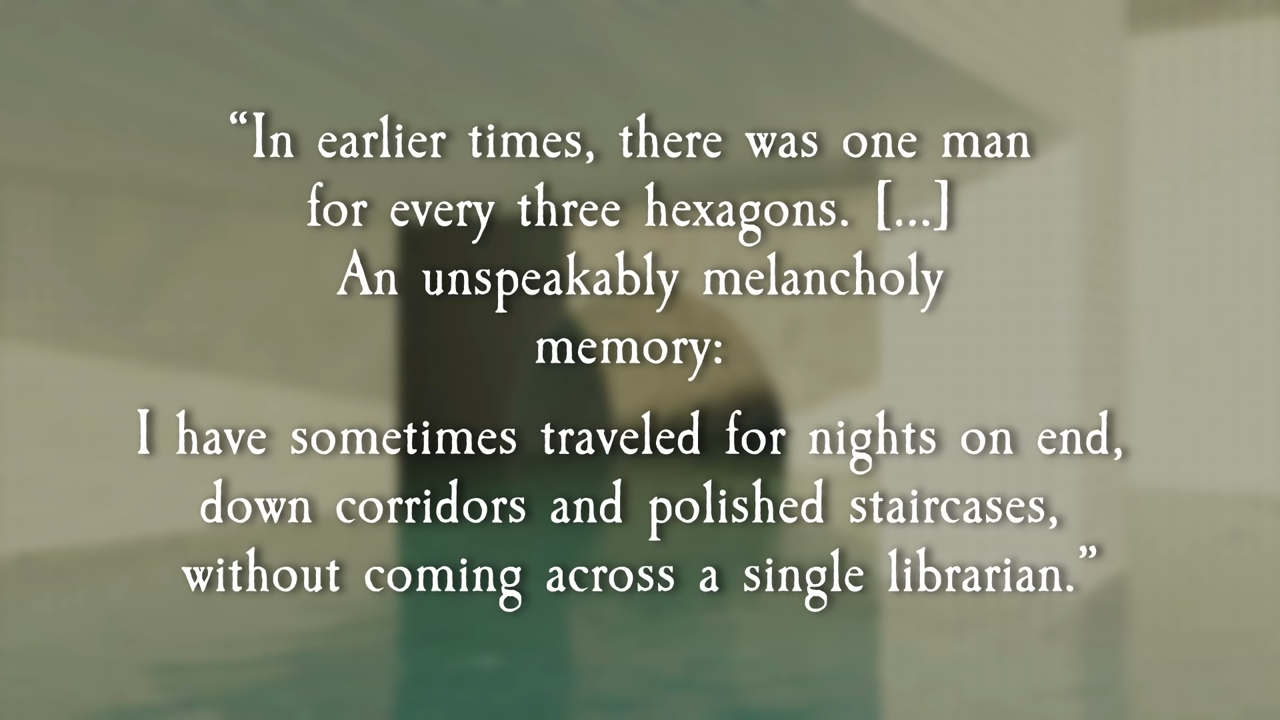 “In earlier times, there was one man
for every three hexagons. [...]
An unspeakably melancholy
memory:
I have sometimes traveled for nights on end,
down corridors and polished staircases,
without coming across a single librarian.”